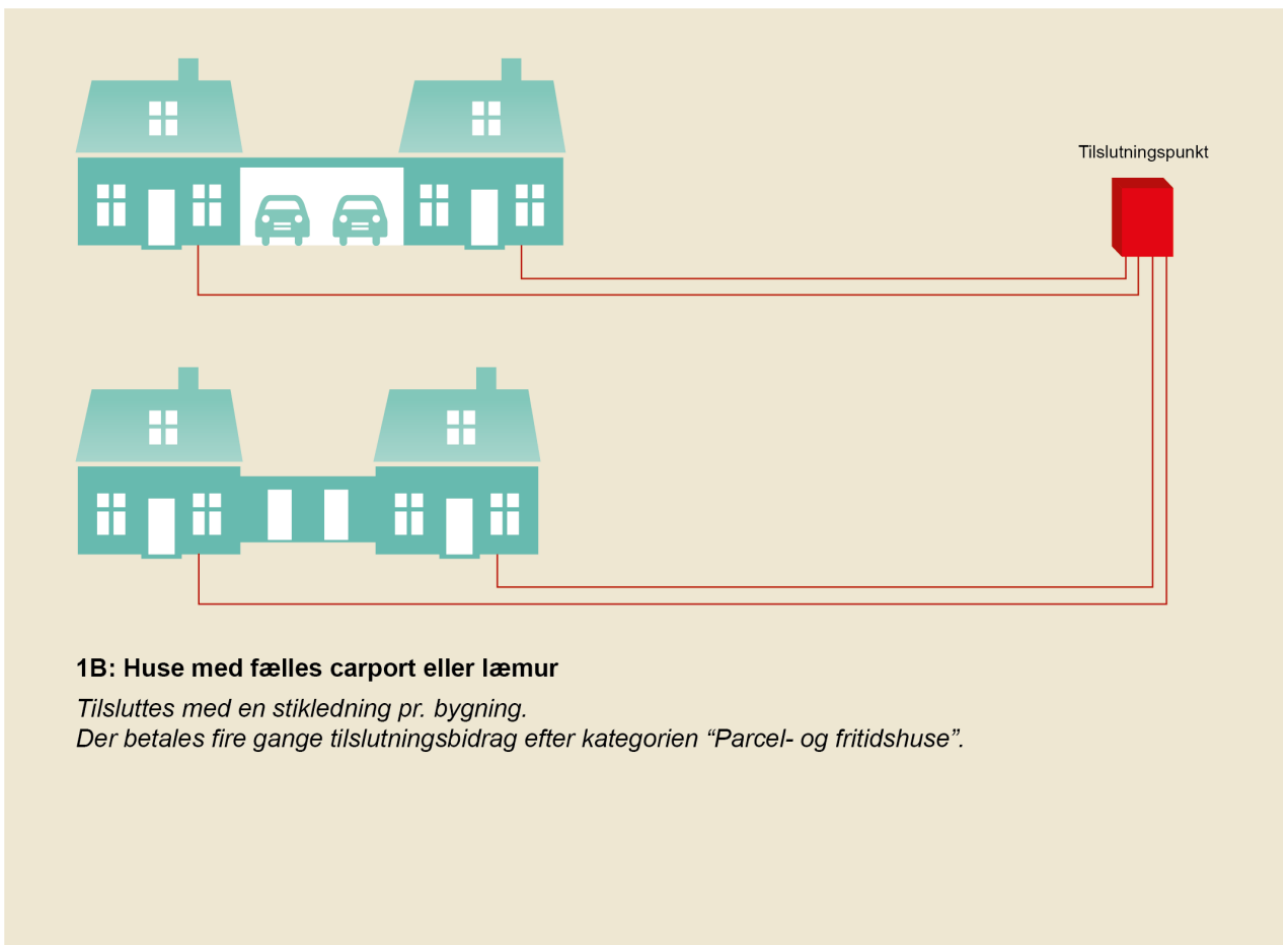 Tilslutningspunkt
1B: Huse med fælles carport eller læmur
Tilsluttes med en stikledning pr. bygning.
Der betales fire gange tilslutningsbidrag efter kategorien “Parcel- og fritidshuse”.